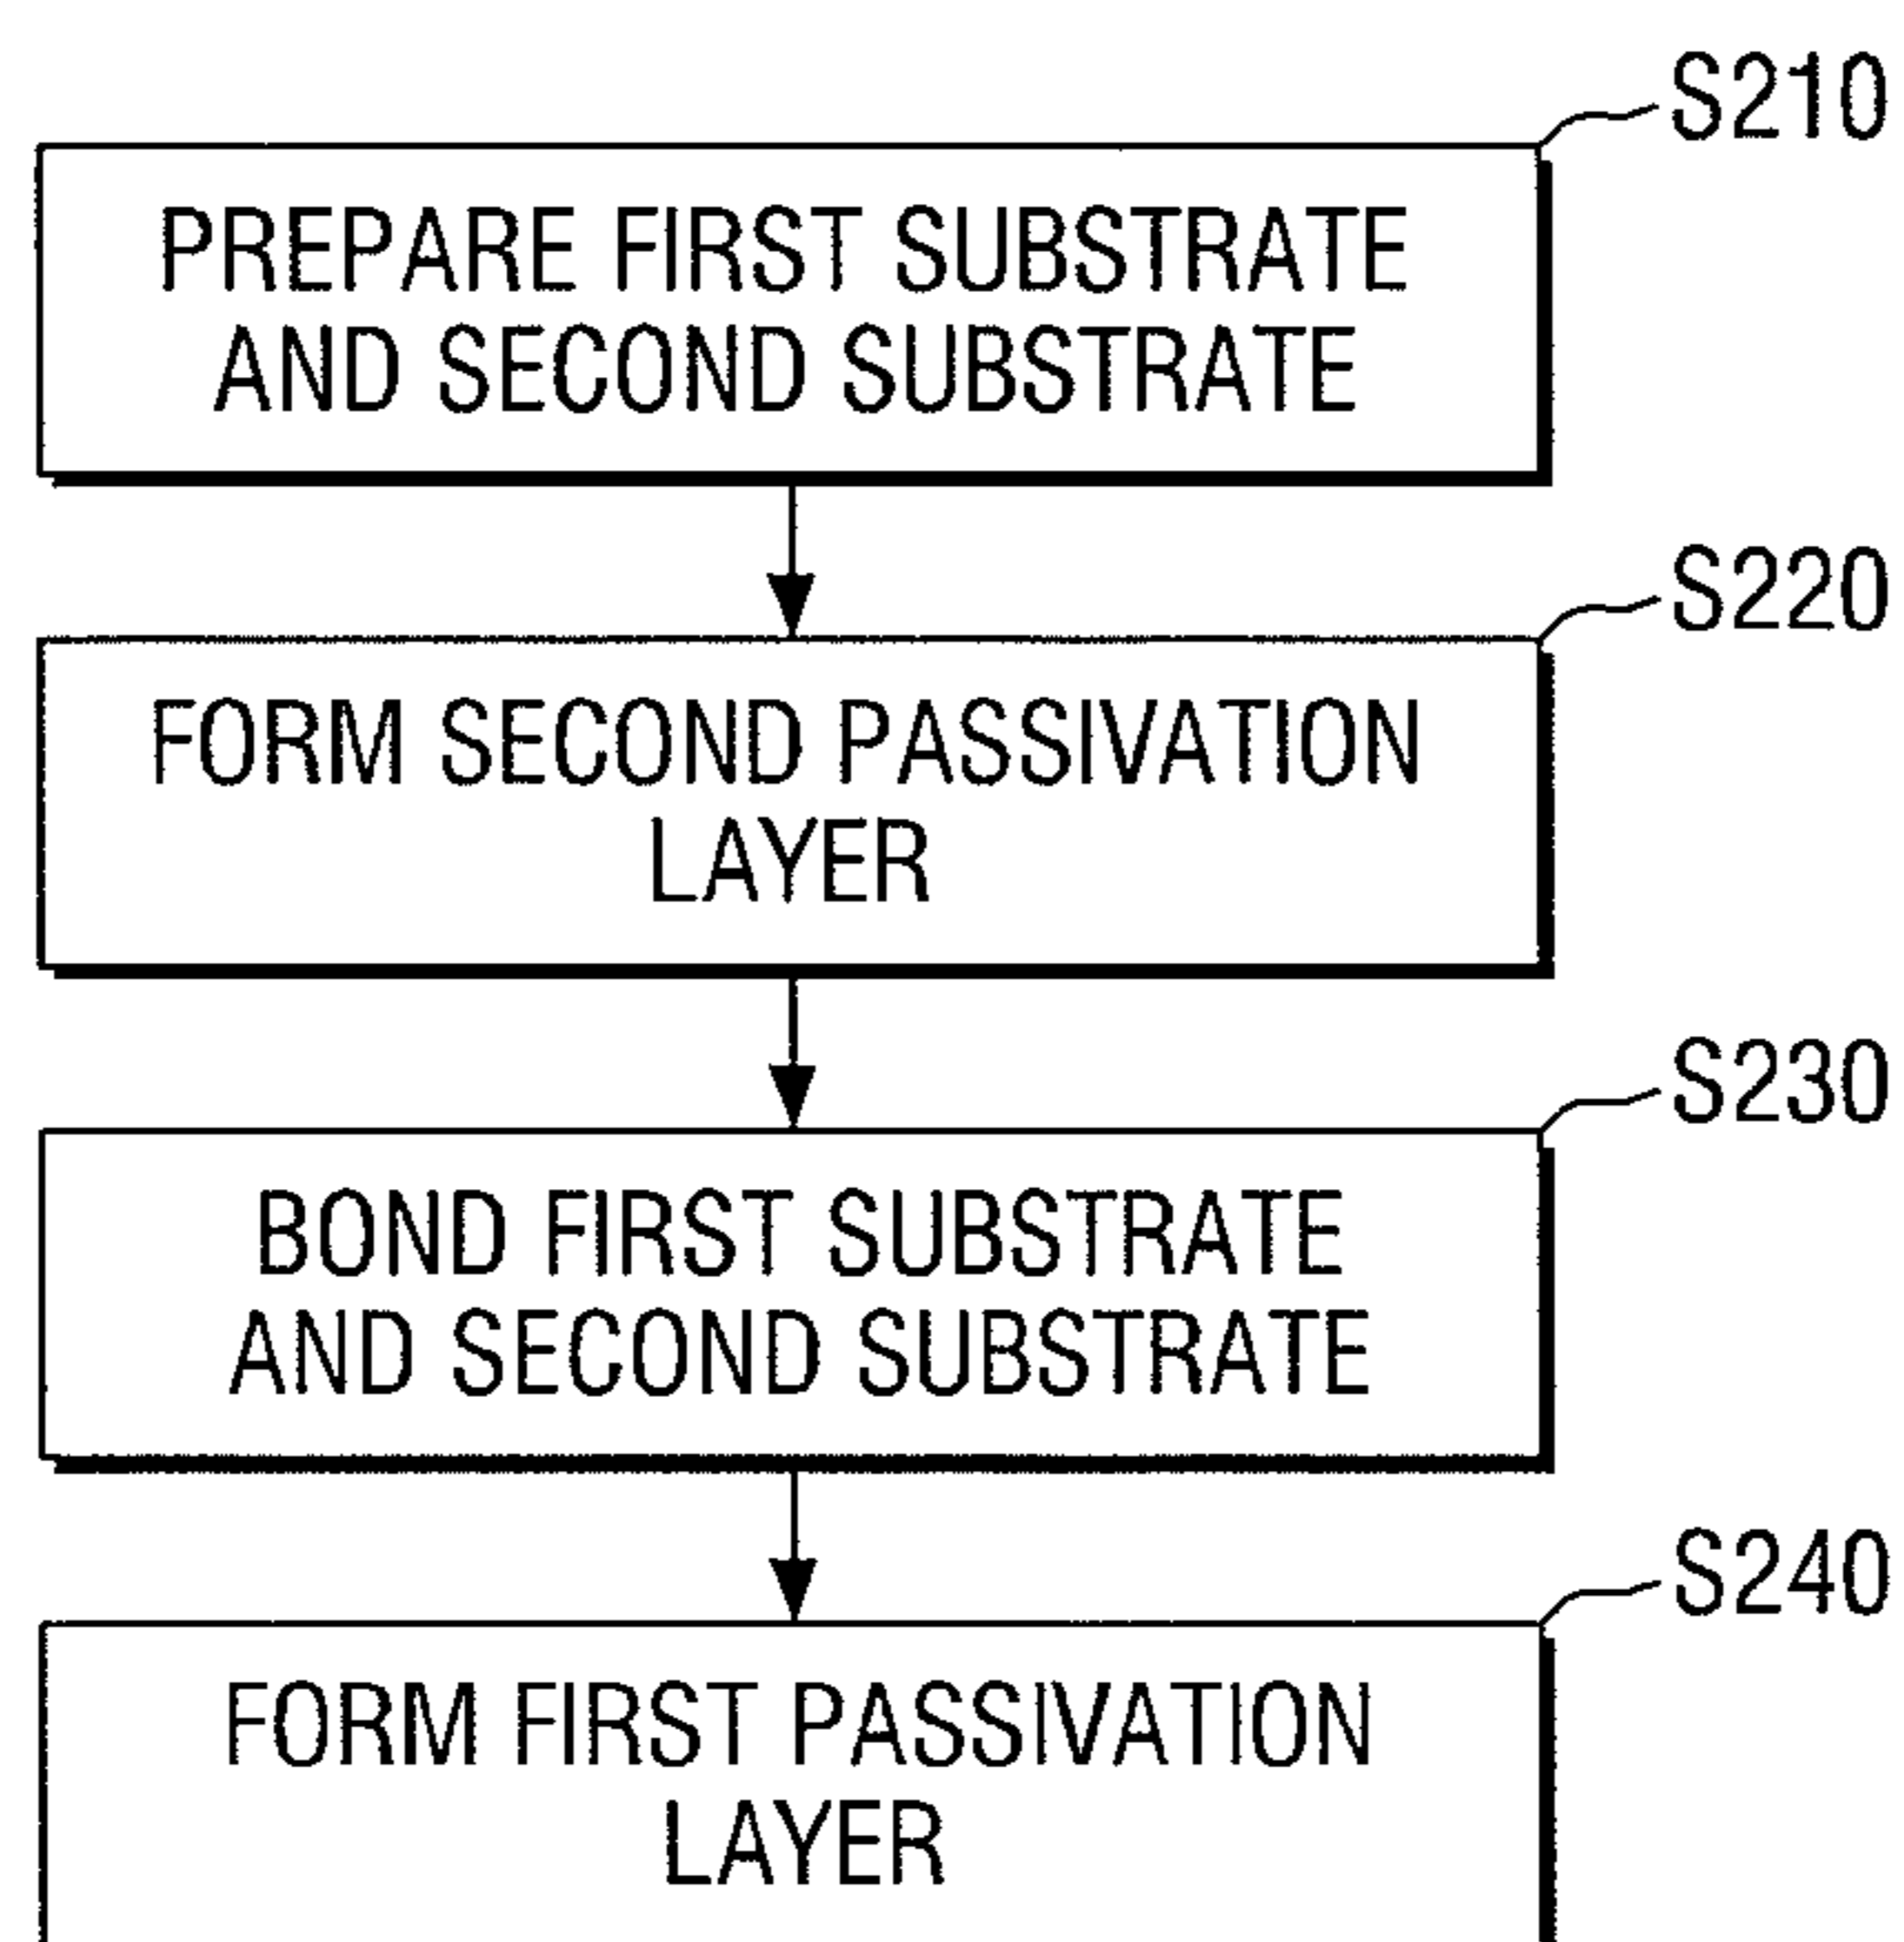 S210
PREPARE FIRST SUBSTRATE
AND SECOND SUBSTRATE
S220
FORM SECOND PASSIVATION
LAYER
S230
BOND FIRST SUBSTRATE
AND SECOND SUBSTRATE
S240
FORM FIRST PASSIVATION
LAYER